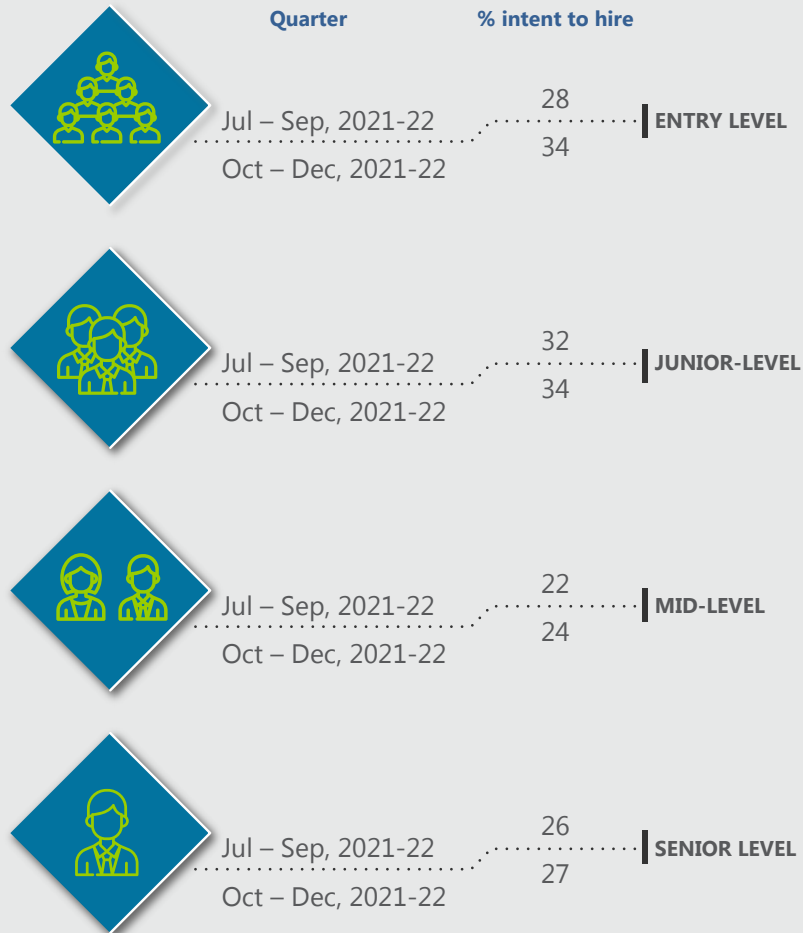 Quarter % intent to hire
28
Jul – Sep, 2021-22
ENTRY LEVEL
34
Oct – Dec, 2021-22
32
Jul – Sep, 2021-22
JUNIOR-LEVEL
34
Oct – Dec, 2021-22
22
Jul – Sep, 2021-22
MID-LEVEL
24
Oct – Dec, 2021-22
26
Jul – Sep, 2021-22
SENIOR LEVEL
27
Oct – Dec, 2021-22